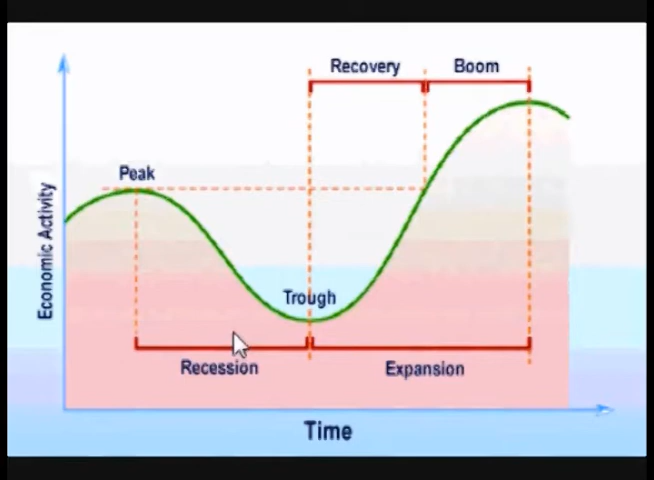 Recovery
Boom
Peak
Economic Activity
Trough
Recession
Expansion
Time